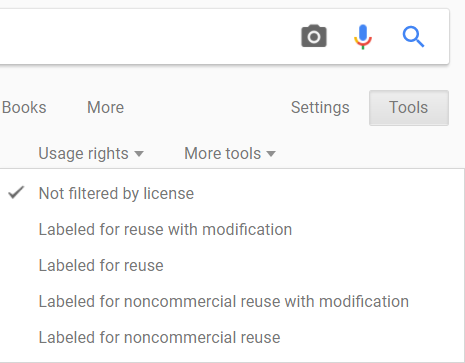 Books More Settings Tools
Usage rights More tools
Not filtered by license
Labeled for reuse with modification
Labeled for reuse
Labeled for noncommercial reuse with modification
Labeled for noncommercial reuse